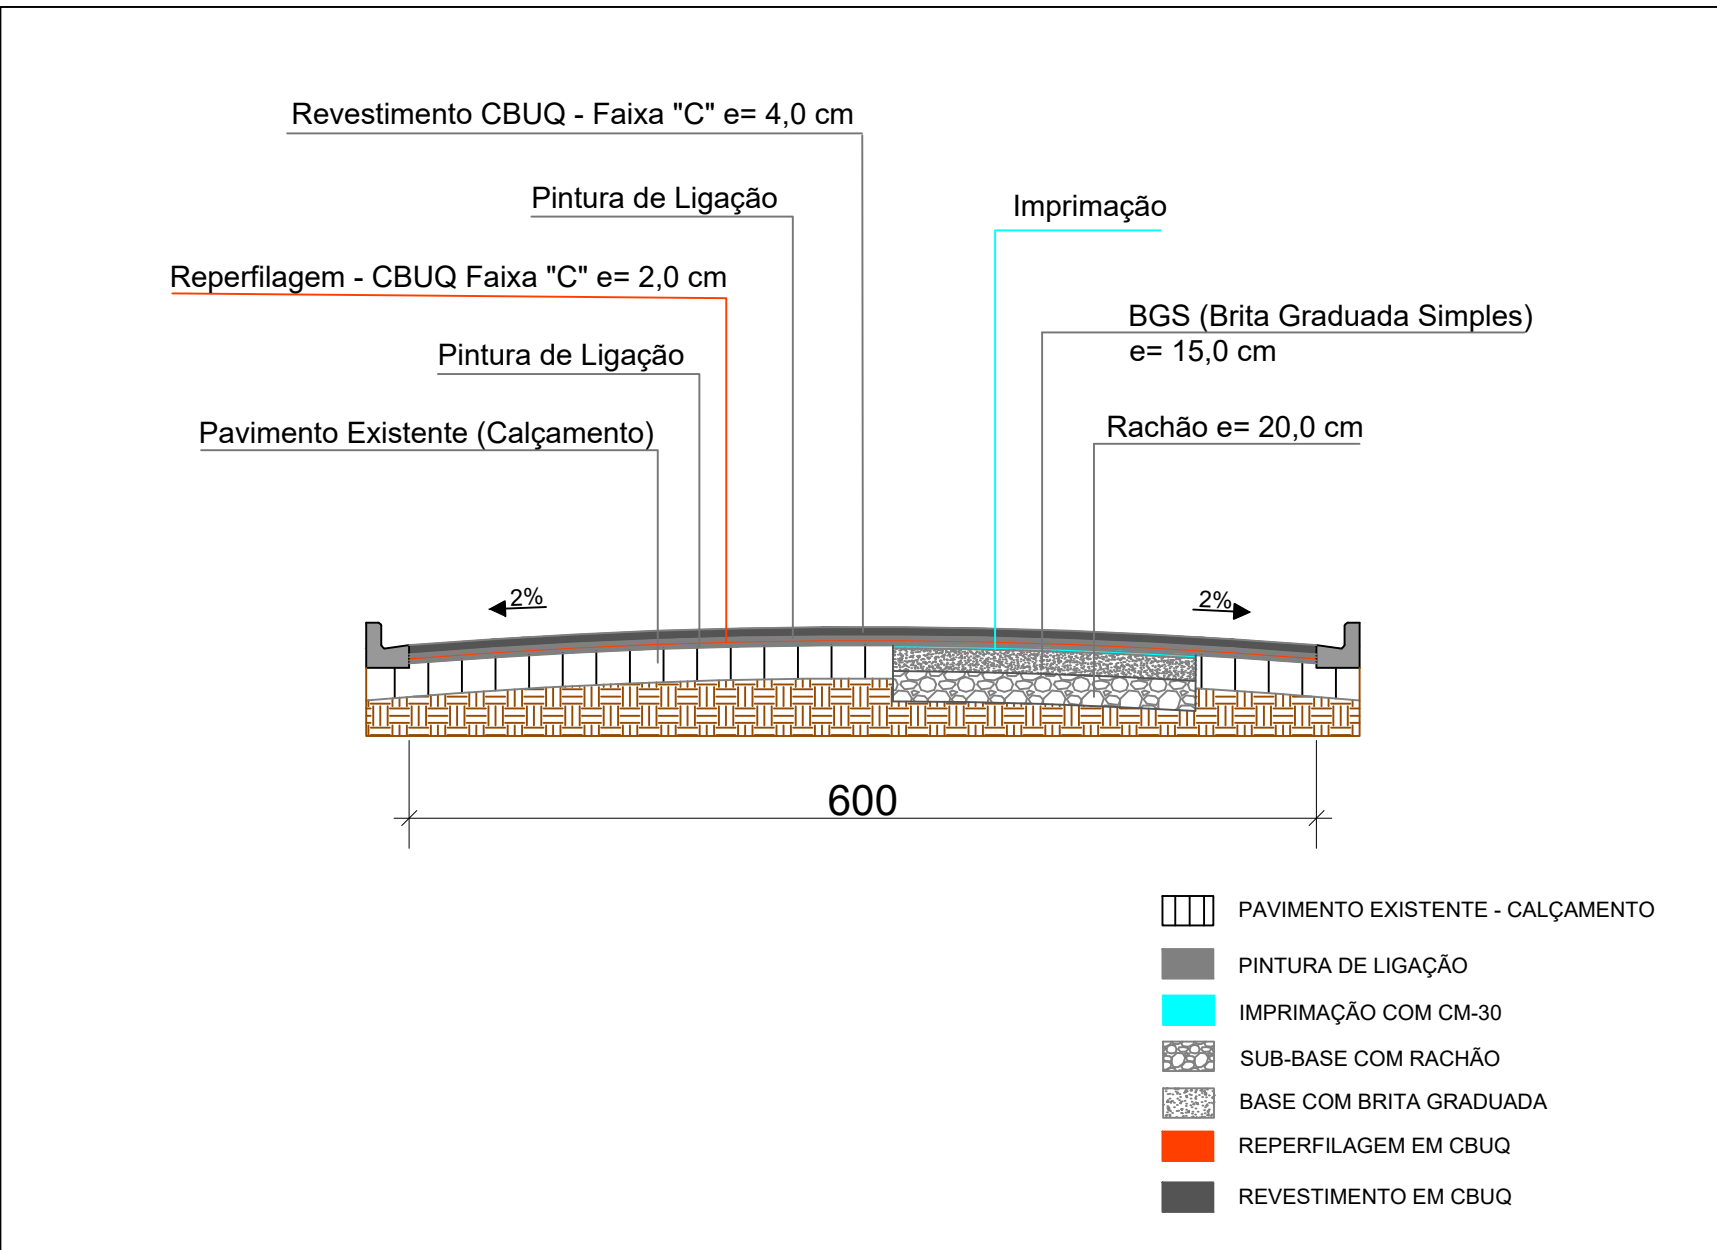 Revestimento CBUQ - Faixa "C" e= 4,0 cm
Pintura de Ligação
Imprimação
Reperfilagem - CBUQ Faixa "C" e= 2,0 cm
BGS (Brita Graduada Simples)
e= 15,0 cm
Pintura de Ligação
Pavimento Existente (Calçamento)
Rachão e= 20,0 cm
2%
2%
600
PAVIMENTO EXISTENTE - CALÇAMENTO
PINTURA DE LIGAÇÃO
IMPRIMAÇÃO COM CM-30
SUB-BASE COM RACHÃO
BASE COM BRITA GRADUADA
REPERFILAGEM EM CBUQ
REVESTIMENTO EM CBUQ